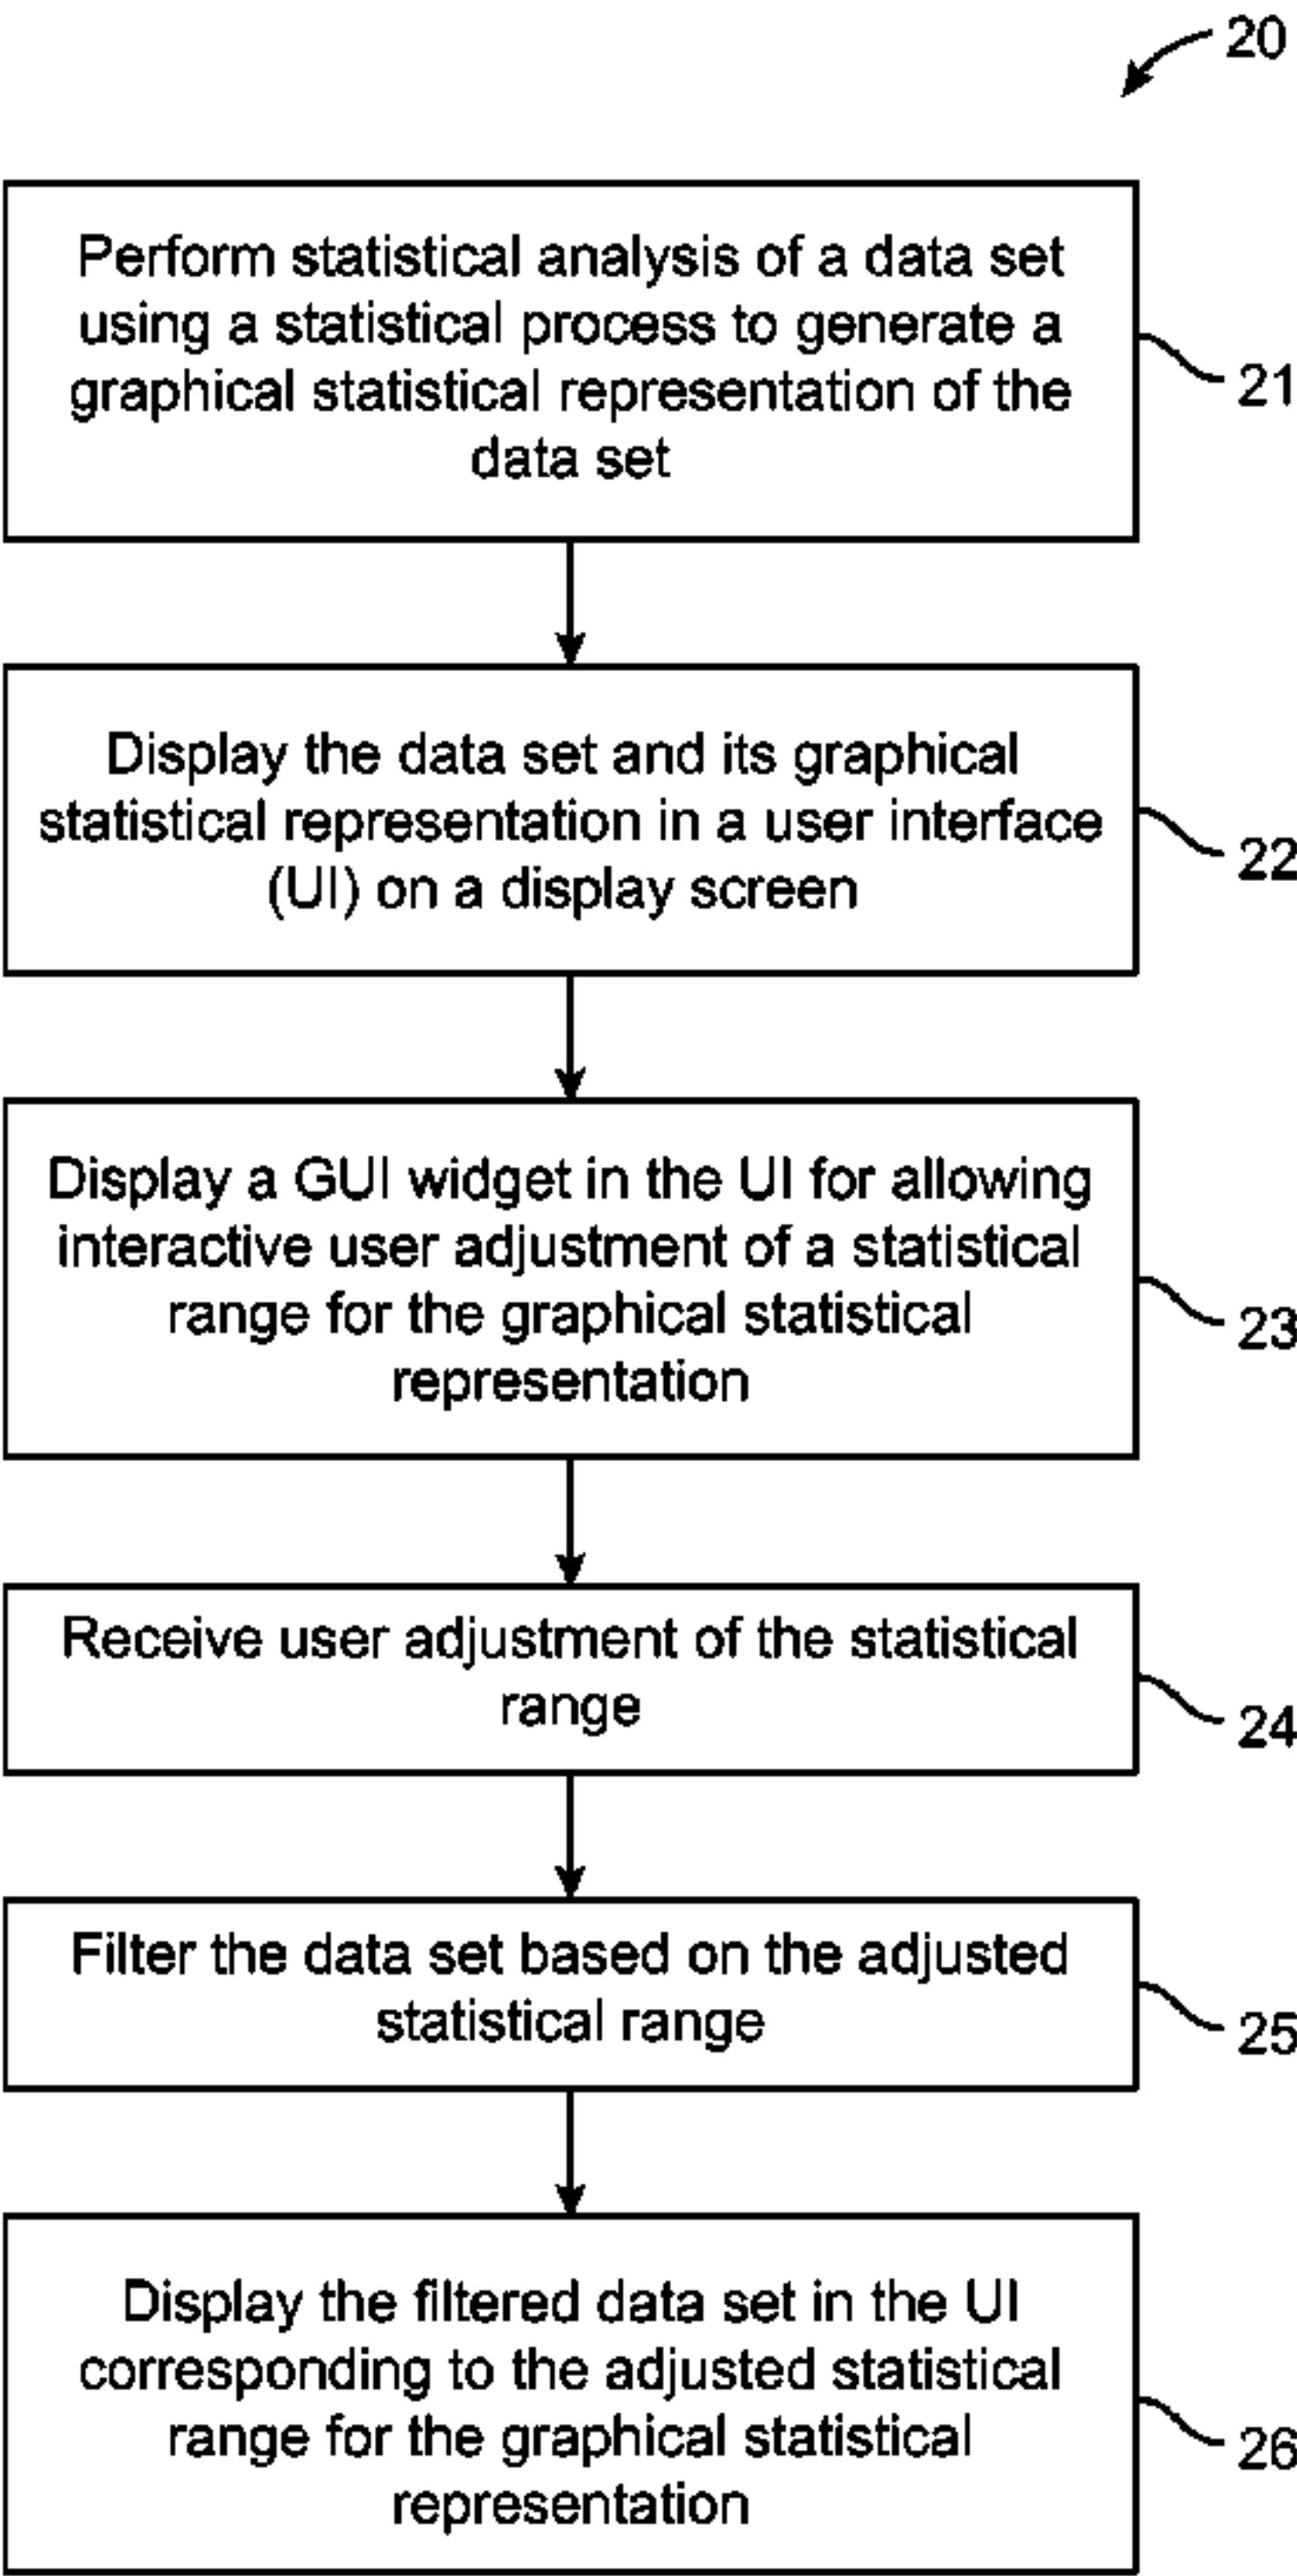 20
Perform statistical analysis of a data set
using a statistical process to generate a
graphical statistical representation of the
data set
21
Display the data set and its graphical
statistical representation in a user interface
(UI) on a display screen
22
Display a GUI widget in the UI for allowing
interactive user adjustment of a statistical
range for the graphical statistical
representation
23
Receive user adjustment of the statistical
range
24
Filter the data set based on the adjusted
statistical range
25
Display the filtered data set in the UI
corresponding to the adjusted statistical
range for the graphical statistical
representation
26